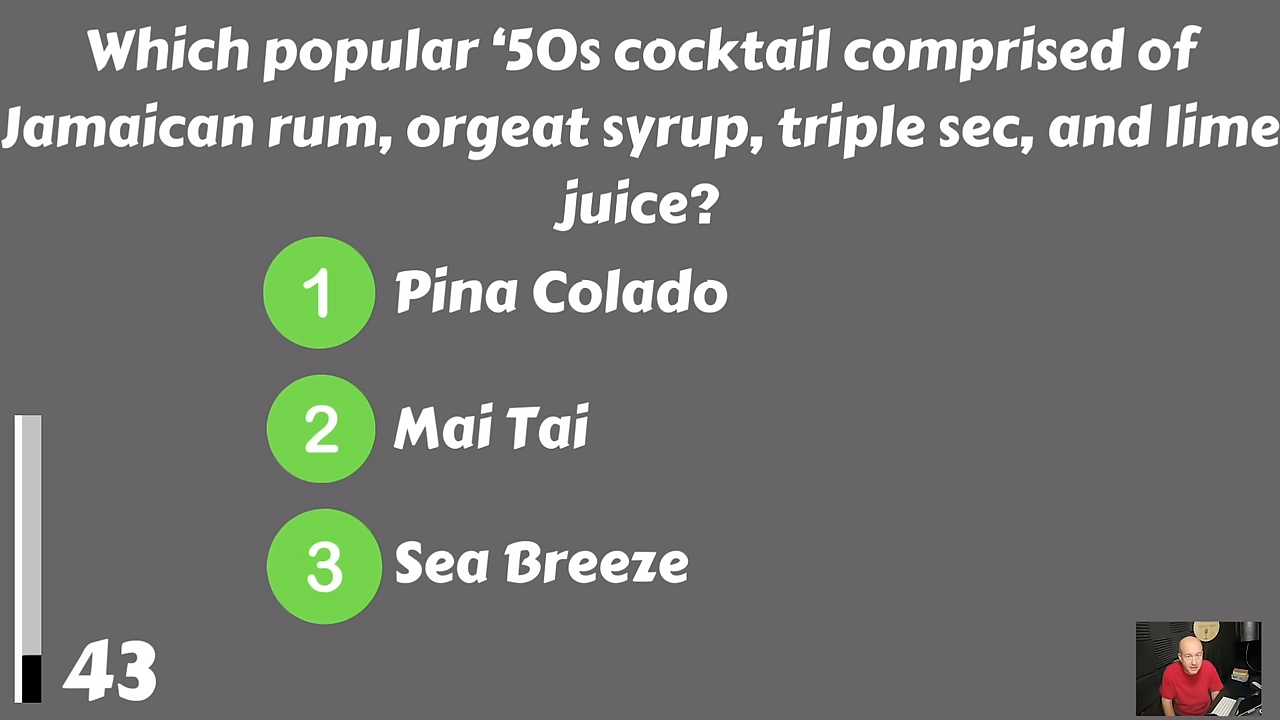 Which popular ‘50s cocktail comprised of
Jamaican rum, orgeat syrup, triple sec, and lime
juice?
1 Pina Colado
2 Mai Tai
3 Sea Breeze
43